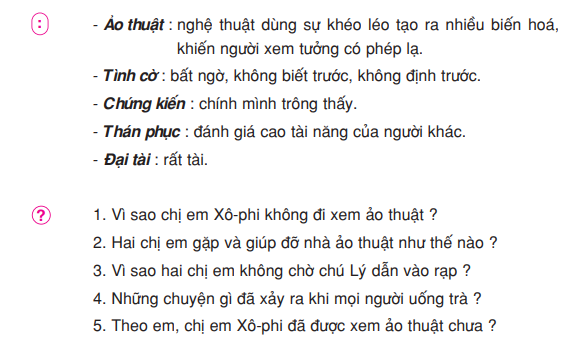 :
- Ảo thuật : nghệ thuật dùng sự khéo léo tạo ra nhiều biến hoá,
khiến người xem tưởng có phép lạ.
- Tình cờ : bất ngờ, không biết trước, không định trước.
- Chứng kiến : chính mình trông thấy.
- Thán phục : đánh giá cao tài năng của người khác.
- Đại tài : rất tài.
?
1. Vì sao chị em Xô-phi không đi xem ảo thuật ?
2. Hai chị em gặp và giúp đỡ nhà ảo thuật như thế nào ?
3. Vì sao hai chị em không chờ chú Lý dẫn vào rạp ?
4. Những chuyện gì đã xảy ra khi mọi người uống trà ?
5. Theo em, chị em Xô-phi đã được xem ảo thuật chưa ?